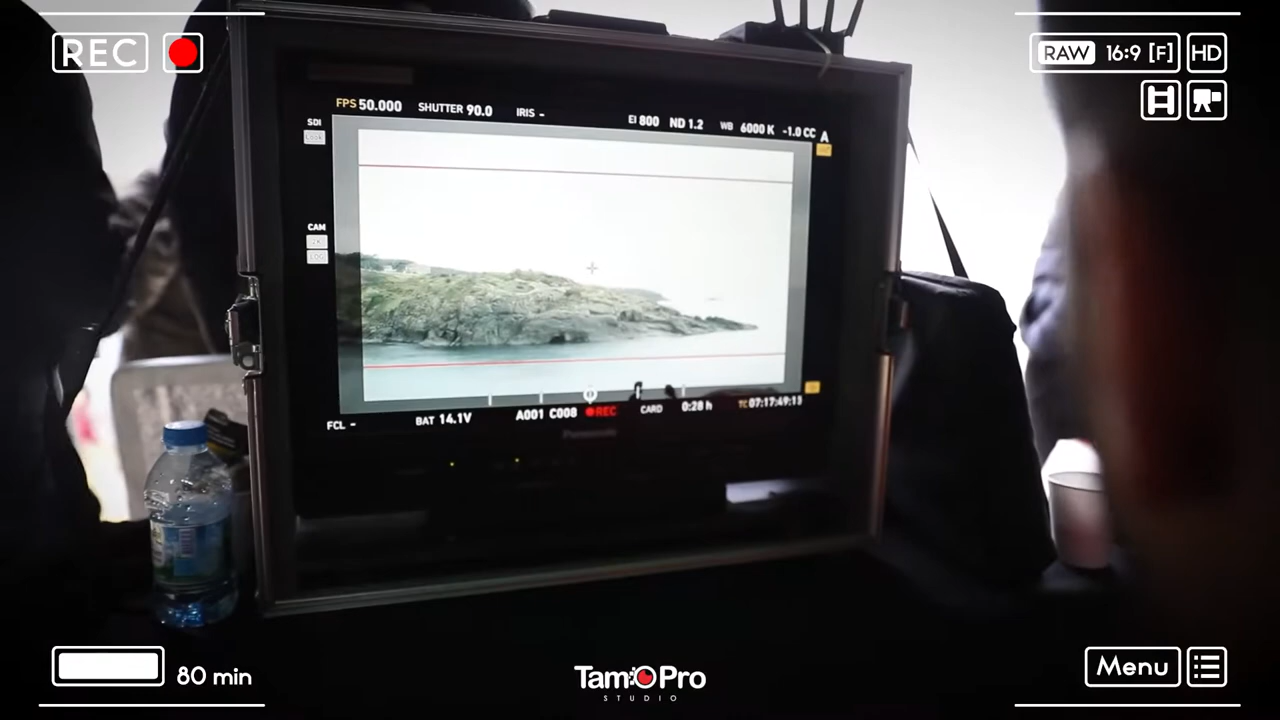 REC
RAW 16:9 [F] HD
FPS 50.000 SHUTTER 90.0 IRIS - EI 800 ND 1.2 WB 6000 K -1.0 CC A
SDI
CAM
LOG
FCL - BAT 14.1V A001 C008 REC CARD 0:28 h TC 07:17:49:13
Panasonic
80 min
Menu
Tam Pro
STUDIO